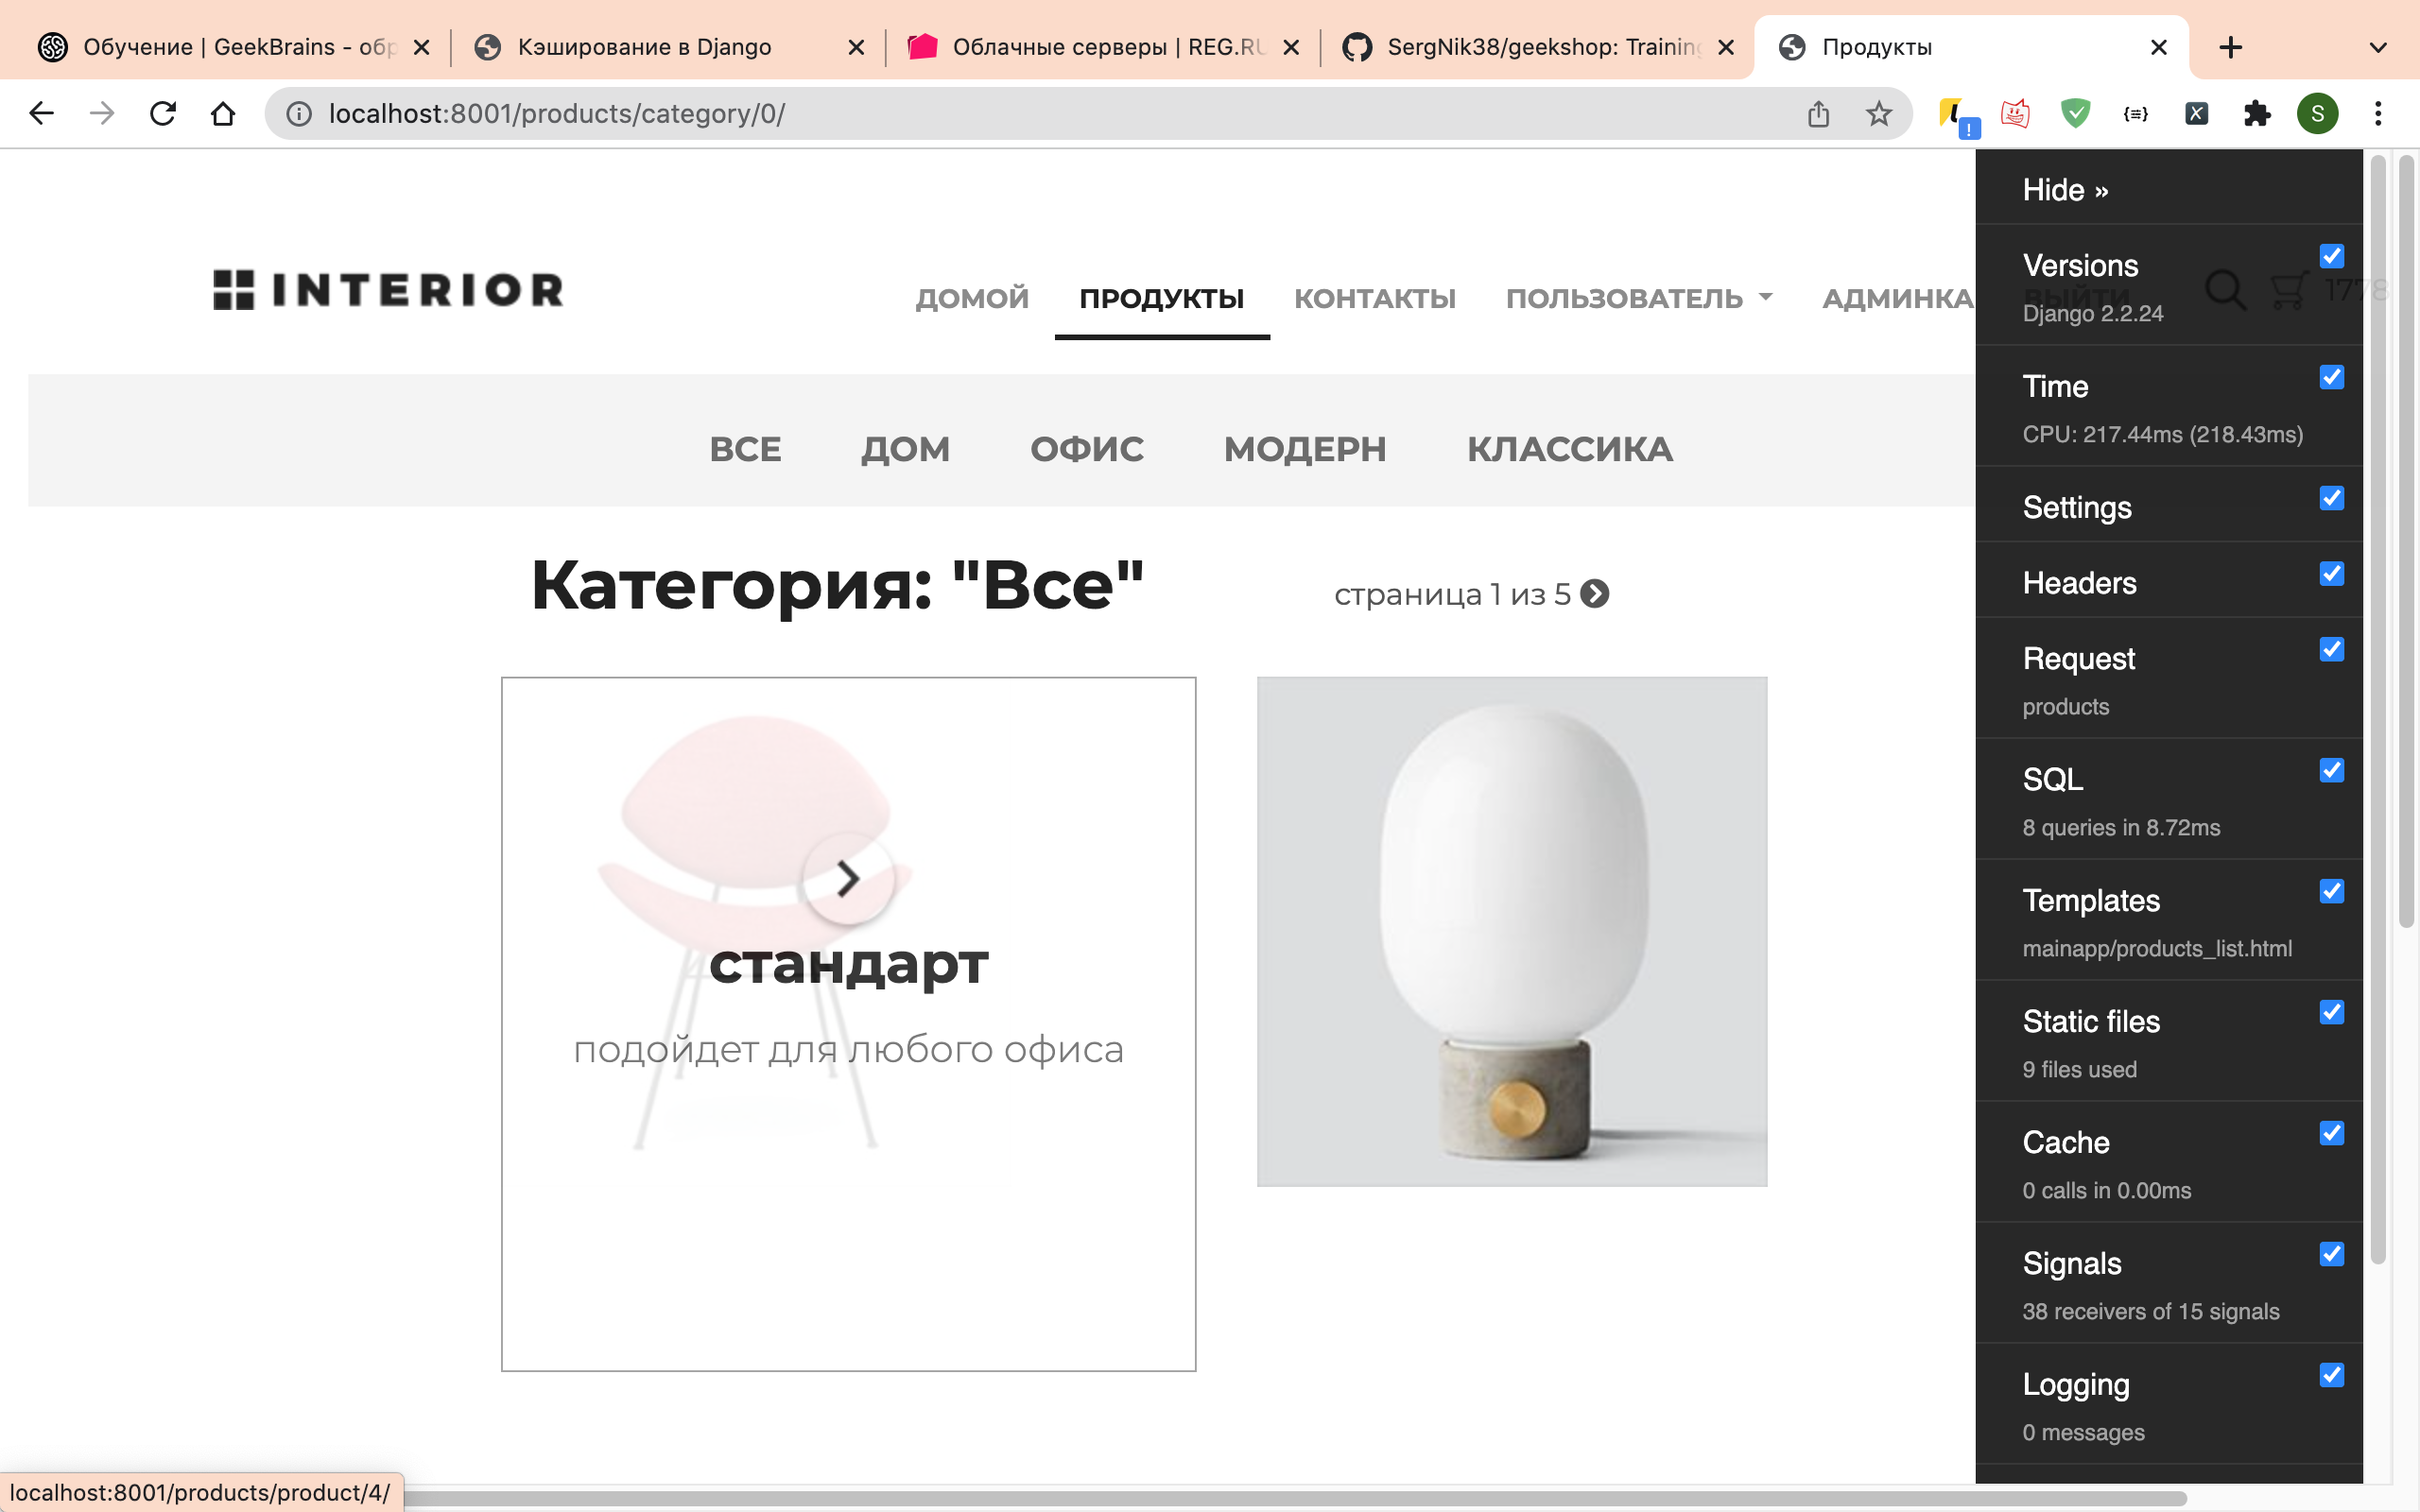 Обучение | GeekBrains - обр
Кэширование в Django
Облачные серверы | REG.RU
SergNik38/geekshop: Training
Продукты
localhost:8001/products/category/0/
S
INTERIOR
ДОМОЙ
ПРОДУКТЫ
КОНТАКТЫ
ПОЛЬЗОВАТЕЛЬ
АДМИНКА
ВЫЙТИ
1778
ВСЕ
ДОМ
ОФИС
МОДЕРН
КЛАССИКА
Категория: "Все"
страница 1 из 5
стандарт
подойдет для любого офиса
Hide »
Versions
Django 2.2.24
Time
CPU: 217.44ms (218.43ms)
Settings
Headers
Request
products
SQL
8 queries in 8.72ms
Templates
mainapp/products_list.html
Static files
9 files used
Cache
0 calls in 0.00ms
Signals
38 receivers of 15 signals
Logging
0 messages
localhost:8001/products/product/4/